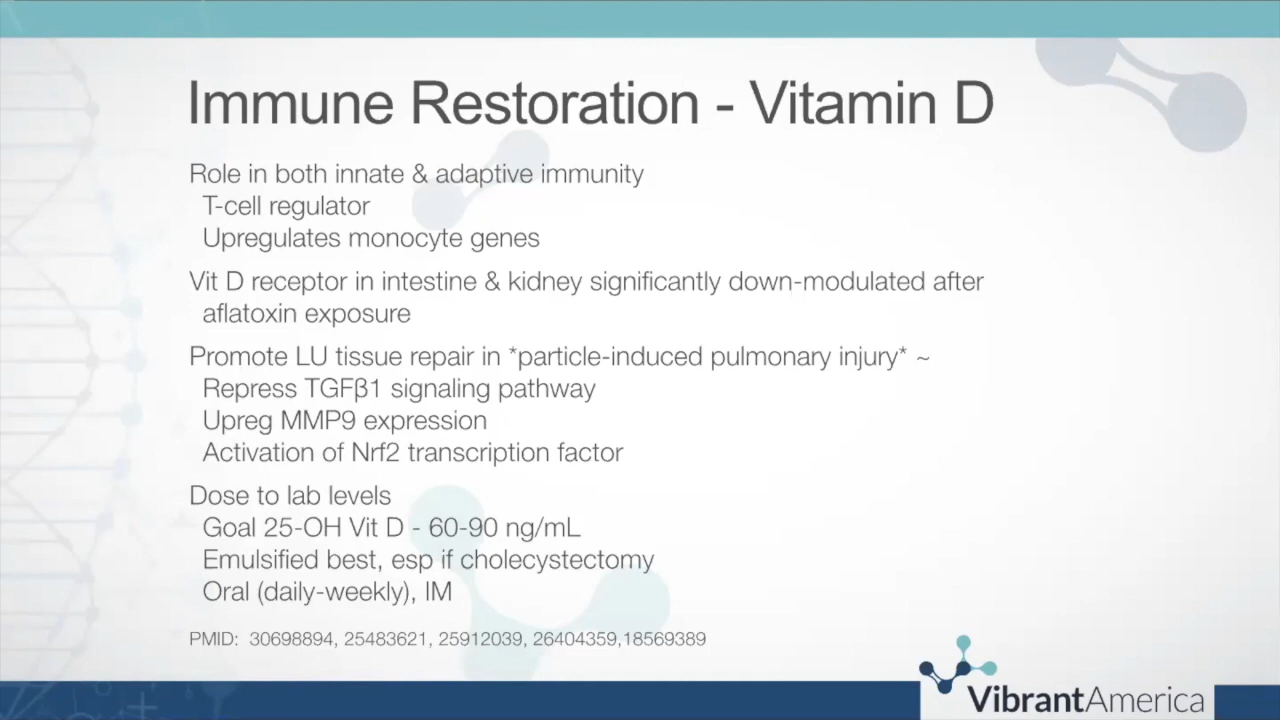 Immune Restoration - Vitamin D
Role in both innate & adaptive immunity
T-cell regulator
Upregulates monocyte genes
Vit D receptor in intestine & kidney significantly down-modulated after
aflatoxin exposure
Promote LU tissue repair in *particle-induced pulmonary injury* ~
Repress TGFβ1 signaling pathway
Upreg MMP9 expression
Activation of Nrf2 transcription factor
Dose to lab levels
Goal 25-OH Vit D - 60-90 ng/mL
Emulsified best, esp if cholecystectomy
Oral (daily-weekly), IM
PMID: 30698894, 25483621, 25912039, 26404359,18569389
VibrantAmerica